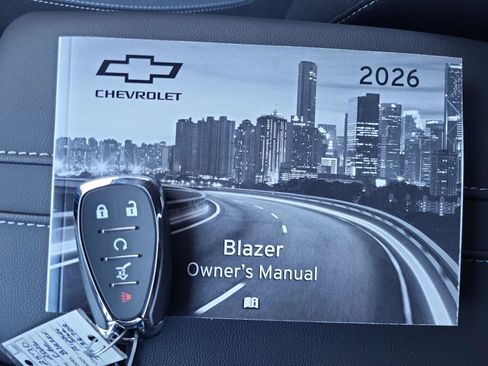 CHEVROLET
2026
Blazer
Owner's Manual